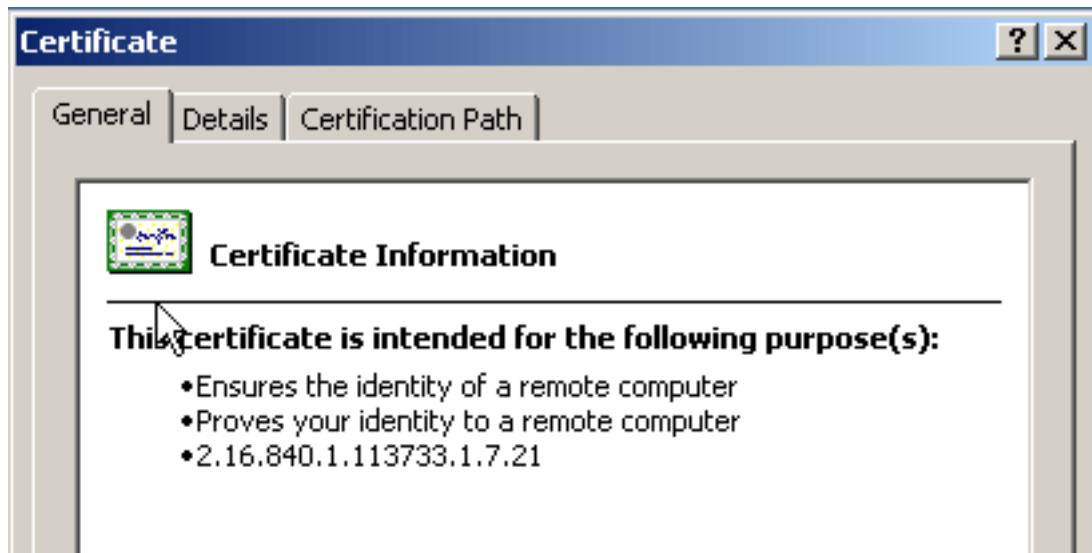 Certificate
General Details Certification Path
Certificate Information
This certificate is intended for the following purpose(s):
•Ensures the identity of a remote computer
•Proves your identity to a remote computer
•2.16.840.1.113733.1.7.21